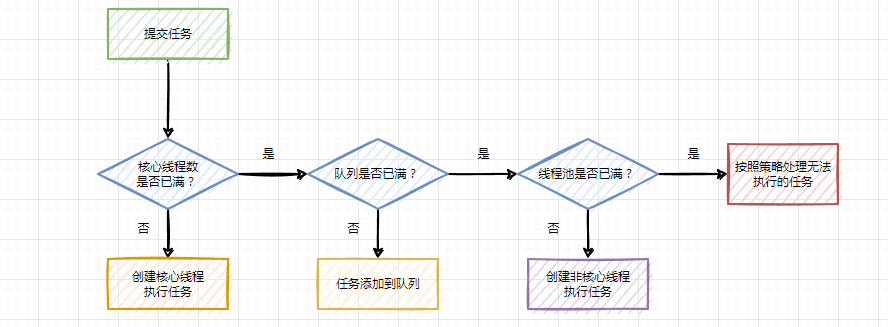 提交任务
核心线程数
是否已满？
是
队列是否已满？
是
线程池是否已满？
是
按照策略处理无法
执行的任务
否
否
否
创建核心线程
执行任务
任务添加到队列
创建非核心线程
执行任务